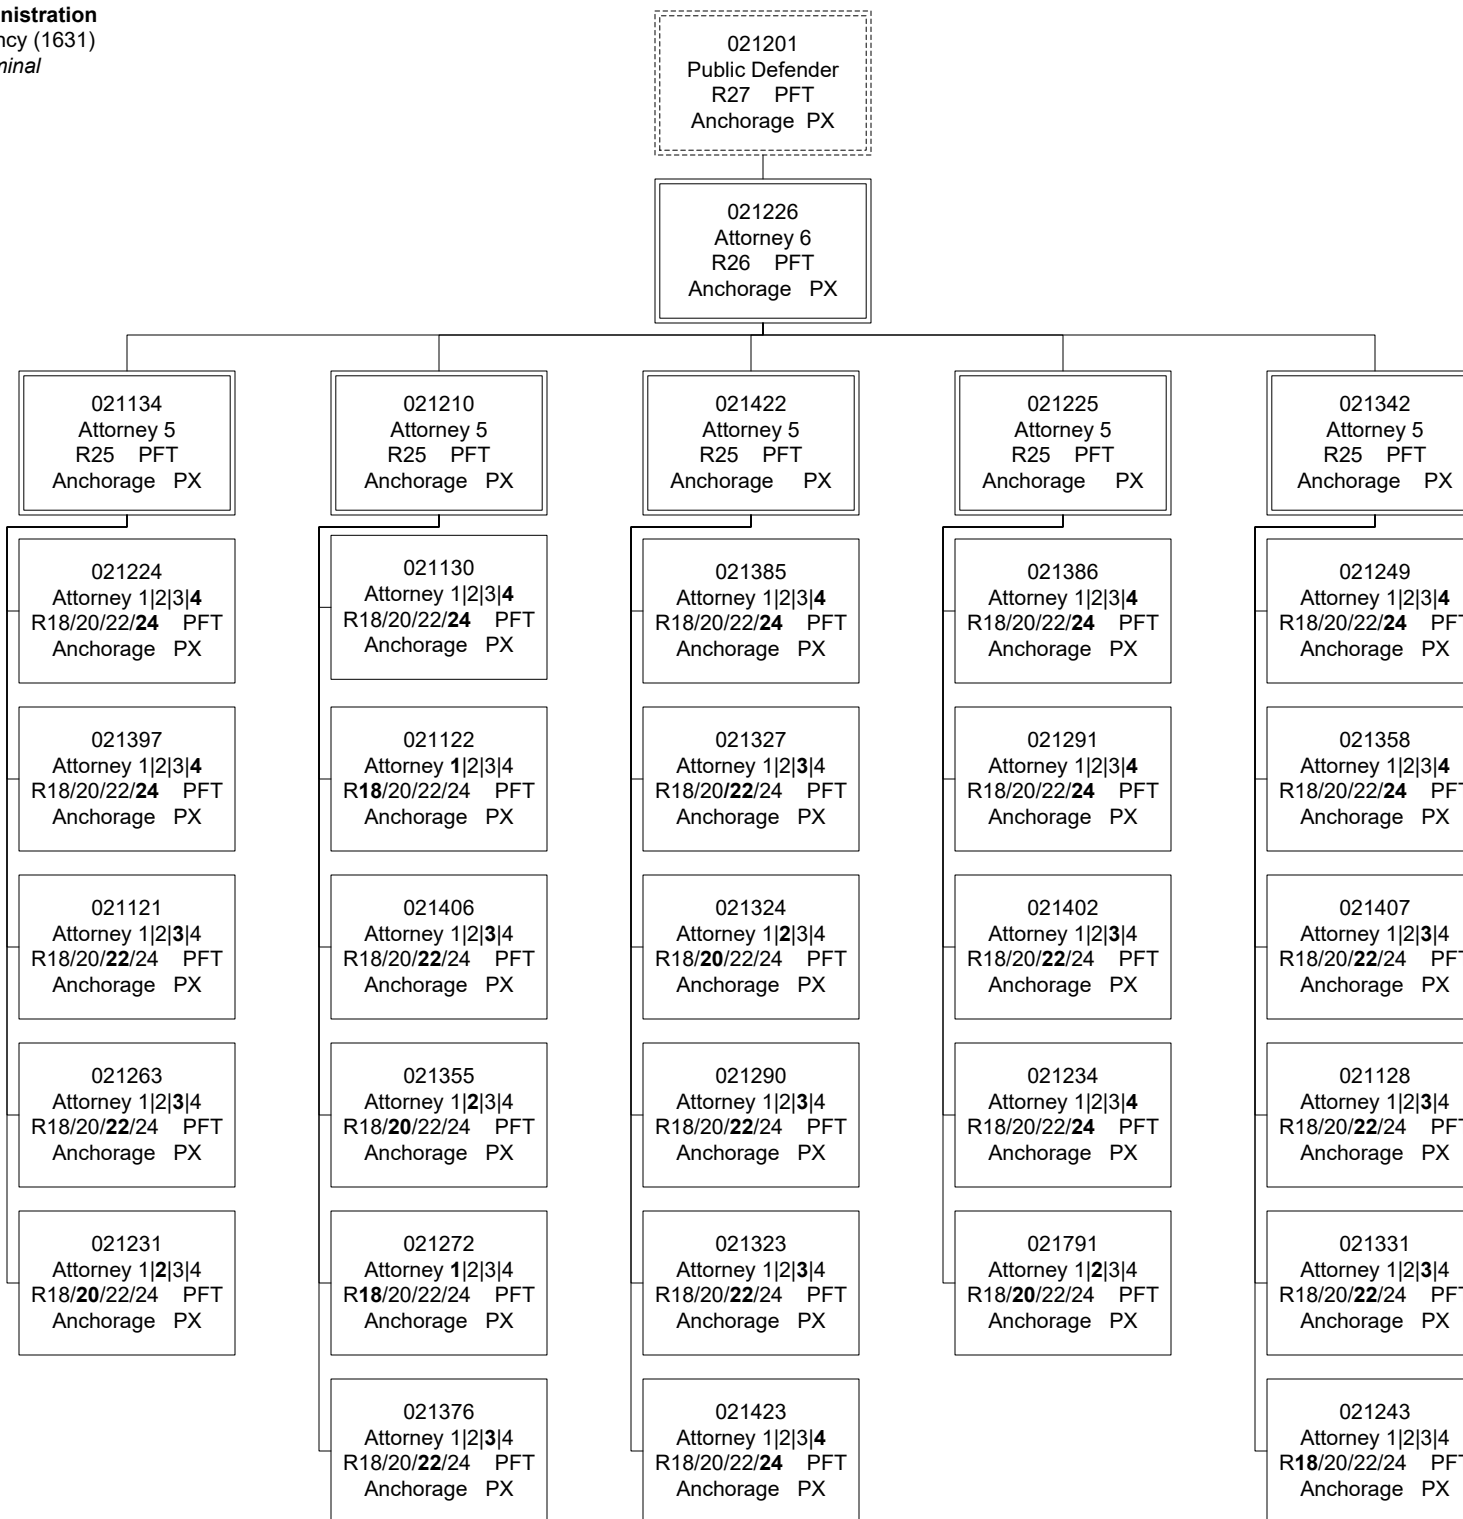 nistration
ncy (1631)
minal
021201
Public Defender
R27 PFT
Anchorage PX
021226
Attorney 6
R26 PFT
Anchorage PX
021134
Attorney 5
R25 PFT
Anchorage PX
021210
Attorney 5
R25 PFT
Anchorage PX
021422
Attorney 5
R25 PFT
Anchorage PX
021225
Attorney 5
R25 PFT
Anchorage PX
021342
Attorney 5
R25 PFT
Anchorage PX
021224
Attorney 1|2|3|4
R18/20/22/24 PFT
Anchorage PX
021130
Attorney 1|2|3|4
R18/20/22/24 PFT
Anchorage PX
021385
Attorney 1|2|3|4
R18/20/22/24 PFT
Anchorage PX
021386
Attorney 1|2|3|4
R18/20/22/24 PFT
Anchorage PX
021249
Attorney 1|2|3|4
R18/20/22/24 PFT
Anchorage PX
021397
Attorney 1|2|3|4
R18/20/22/24 PFT
Anchorage PX
021122
Attorney 1|2|3|4
R18/20/22/24 PFT
Anchorage PX
021327
Attorney 1|2|3|4
R18/20/22/24 PFT
Anchorage PX
021291
Attorney 1|2|3|4
R18/20/22/24 PFT
Anchorage PX
021358
Attorney 1|2|3|4
R18/20/22/24 PFT
Anchorage PX
021121
Attorney 1|2|3|4
R18/20/22/24 PFT
Anchorage PX
021406
Attorney 1|2|3|4
R18/20/22/24 PFT
Anchorage PX
021324
Attorney 1|2|3|4
R18/20/22/24 PFT
Anchorage PX
021402
Attorney 1|2|3|4
R18/20/22/24 PFT
Anchorage PX
021407
Attorney 1|2|3|4
R18/20/22/24 PFT
Anchorage PX
021263
Attorney 1|2|3|4
R18/20/22/24 PFT
Anchorage PX
021355
Attorney 1|2|3|4
R18/20/22/24 PFT
Anchorage PX
021290
Attorney 1|2|3|4
R18/20/22/24 PFT
Anchorage PX
021234
Attorney 1|2|3|4
R18/20/22/24 PFT
Anchorage PX
021128
Attorney 1|2|3|4
R18/20/22/24 PFT
Anchorage PX
021231
Attorney 1|2|3|4
R18/20/22/24 PFT
Anchorage PX
021272
Attorney 1|2|3|4
R18/20/22/24 PFT
Anchorage PX
021323
Attorney 1|2|3|4
R18/20/22/24 PFT
Anchorage PX
021791
Attorney 1|2|3|4
R18/20/22/24 PFT
Anchorage PX
021331
Attorney 1|2|3|4
R18/20/22/24 PFT
Anchorage PX
021376
Attorney 1|2|3|4
R18/20/22/24 PFT
Anchorage PX
021423
Attorney 1|2|3|4
R18/20/22/24 PFT
Anchorage PX
021243
Attorney 1|2|3|4
R18/20/22/24 PFT
Anchorage PX